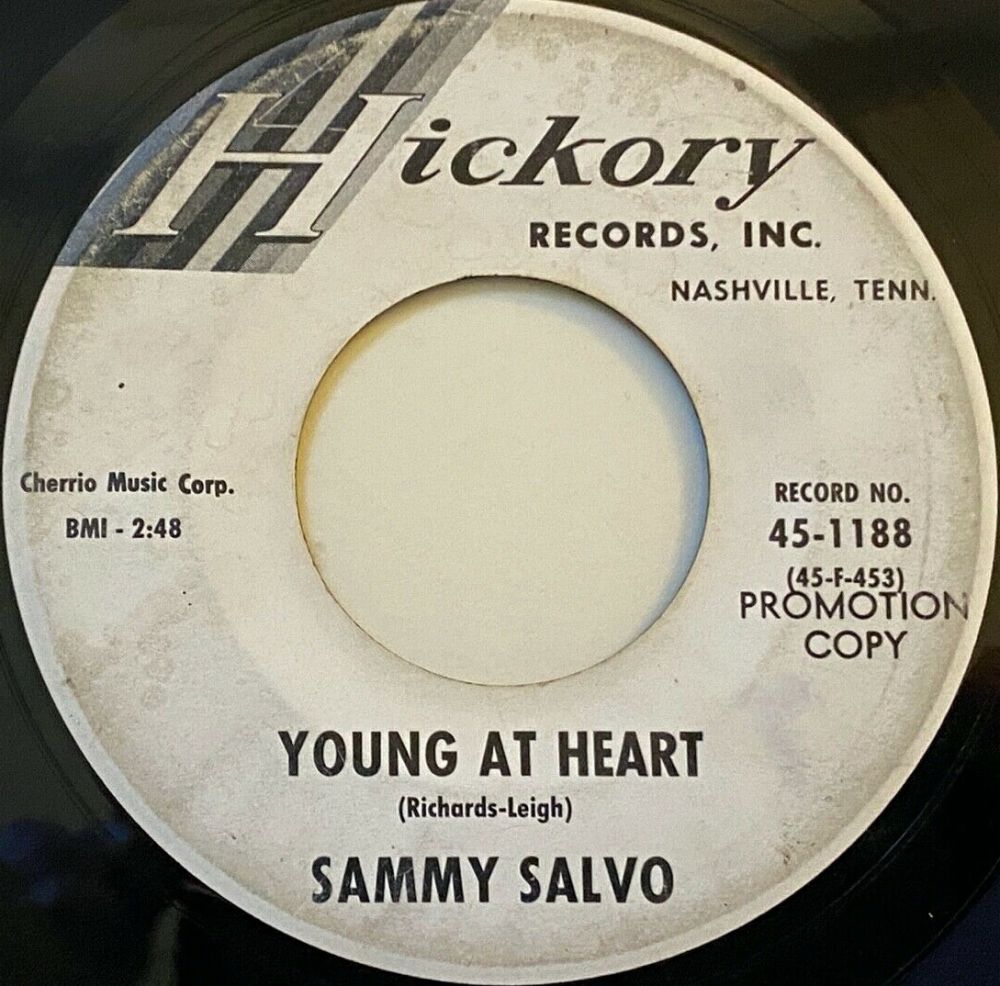 Hickory
RECORDS, INC.
NASHVILLE, TENN.
Cherrio Music Corp.
BMI - 2:48
RECORD NO.
45-1188
(45-F-453)
PROMOTION
COPY
YOUNG AT HEART
(Richards-Leigh)
SAMMY SALVO